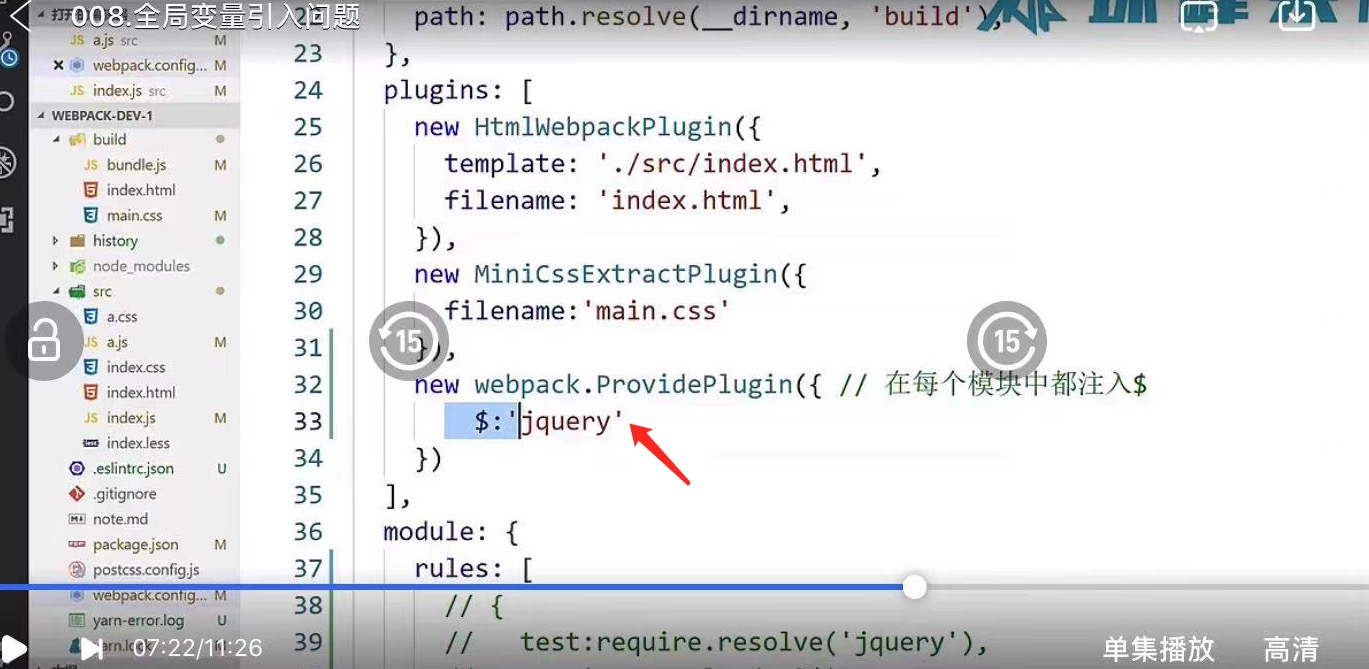 008.全局变量引入问题
JS a.js src M
webpack.config... M
JS index.js src M
WEBPACK-DEV-1
build
JS bundle.js M
index.html
main.css M
history
node_modules
src
a.css
JS a.js M
index.css
index.html
JS index.js M
index.less
.eslintrc.json U
.gitignore
note.md
package.json M
postcss.config.js
webpack.config... M
yarn-error.log U
path: path.resolve(__dirname, 'build'),
23 },
24 plugins: [
25 new HtmlWebpackPlugin({
26 template: './src/index.html',
27 filename: 'index.html',
28 }),
29 new MiniCssExtractPlugin({
30 filename:'main.css'
31 }),
32 new webpack.ProvidePlugin({ // 在每个模块中都注入$
33 $:'jquery'
34 })
35 ],
36 module: {
37 rules: [
38 // {
39 // test:require.resolve('jquery'),
15
15
07:22/11:26
单集播放
高清